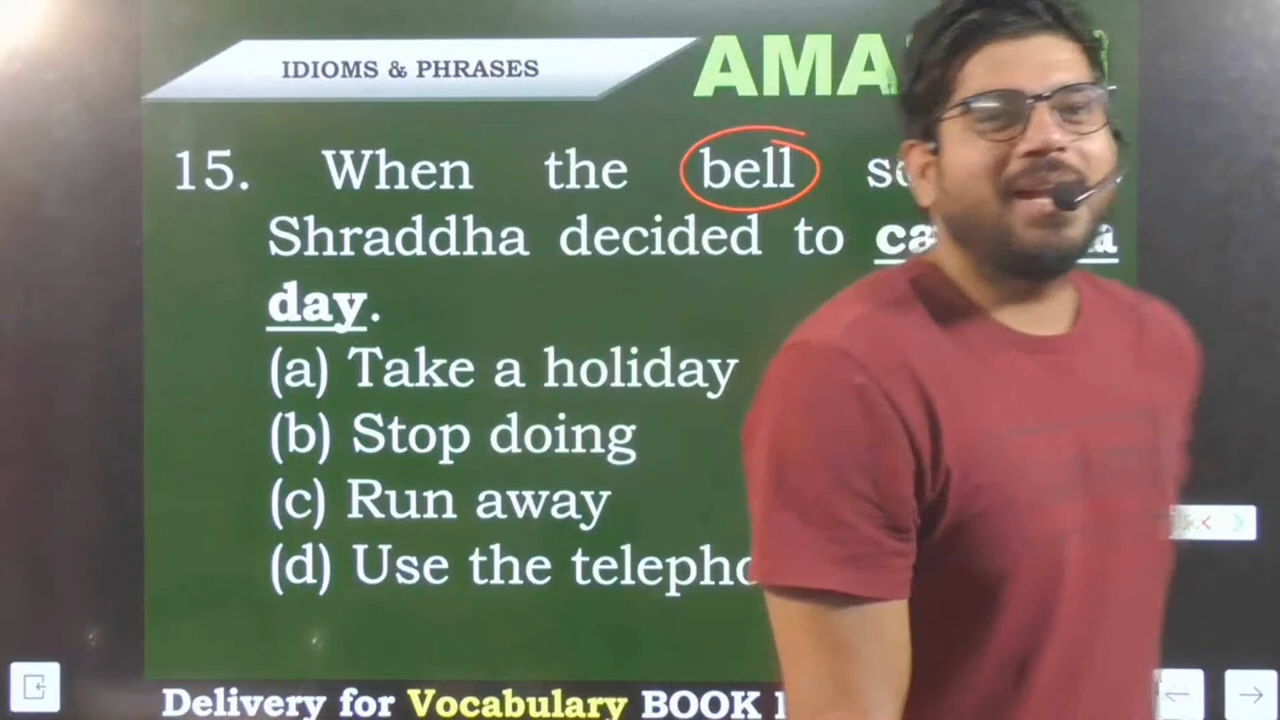 IDIOMS & PHRASES
AMA
15. When the bell
Shraddha decided to a
day.
(a) Take a holiday
(b) Stop doing
(c) Run away
(d) Use the
Delivery for Vocabulary BOOK